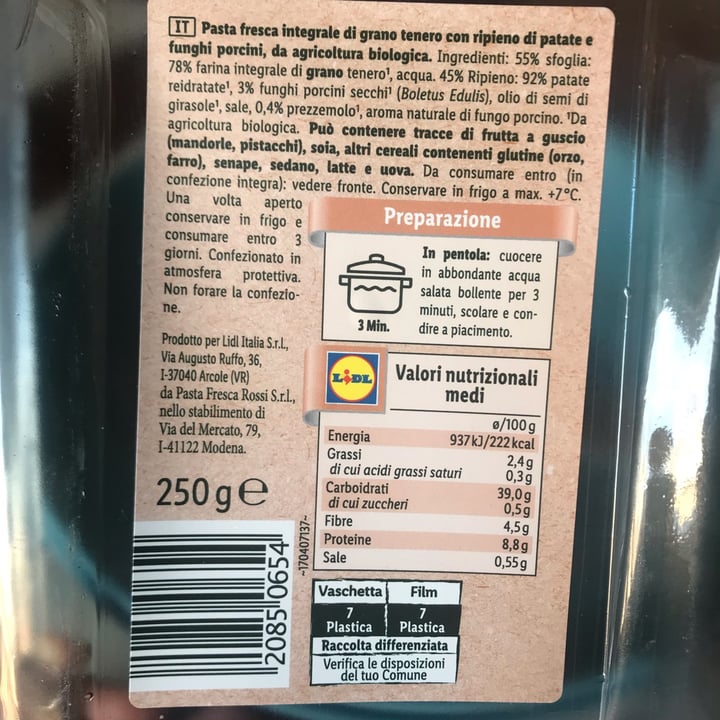 IT Pasta fresca integrale di grano tenero con ripieno di patate e
funghi porcini, da agricoltura biologica. Ingredienti: 55% sfoglia:
78% farina integrale di grano tenero¹, acqua. 45% Ripieno: 92% patate
reidratate¹, 3% funghi porcini secchi¹ (Boletus Edulis), olio di semi di
girasole¹, sale, 0,4% prezzemolo¹, aroma naturale di fungo porcino. ¹Da
agricoltura biologica. Può contenere tracce di frutta a guscio
(mandorle, pistacchi), soia, altri cereali contenenti glutine (orzo,
farro), senape, sedano, latte e uova. Da consumare entro (in
confezione integra): vedere fronte. Conservare in frigo a max. +7°C.
Una volta aperto
conservare in frigo e
consumare entro 3
giorni. Confezionato in
atmosfera protettiva.
Non forare la confezio-
ne.
Preparazione
In pentola: cuocere
in abbondante acqua
salata bollente per 3
minuti, scolare e con-
dire a piacimento.
3 Min.
Prodotto per Lidl Italia S.r.l.,
Via Augusto Ruffo, 36,
I-37040 Arcole (VR)
da Pasta Fresca Rossi S.r.l.,
nello stabilimento di
Via del Mercato, 79,
I-41122 Modena.
250 g e
LIDL
Valori nutrizionali
medi
ø/100 g
Energia 937 kJ/222 kcal
Grassi 2,4 g
di cui acidi grassi saturi 0,3 g
Carboidrati 39,0 g
di cui zuccheri 0,5 g
Fibre 4,5 g
Proteine 8,8 g
Sale 0,55 g
~170407137~
20850654
Vaschetta Film
7 7
Plastica Plastica
Raccolta differenziata
Verifica le disposizioni
del tuo Comune